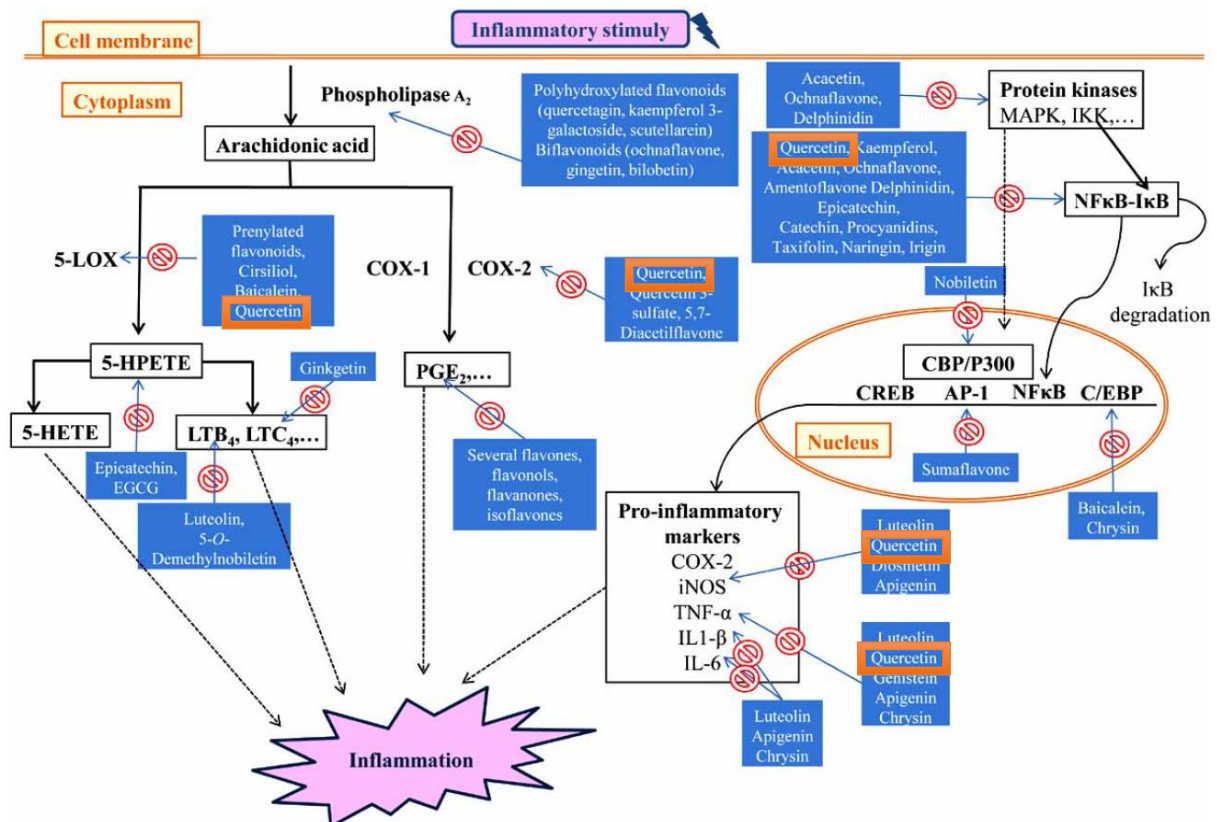 Inflammatory stimuly
Cell membrane
Cytoplasm
Phospholipase A₂
Polyhydroxylated flavonoids
(quercetagin, kaempferol 3-
galactoside, scutellarein)
Biflavonoids (ochnaflavone,
gingetin, bilobetin)
Arachidonic acid
Acacetin,
Ochnaflavone,
Delphinidin
Protein kinases
MAPK, IKK,...
Quercetin, Kaempferol,
Acacetin, Ochnaflavone,
Amentoflavone Delphinidin,
Epicatechin,
Catechin, Procyanidins,
Taxifolin, Naringin, Irigin
NFκB-IκB
IκB
degradation
5-LOX
Prenylated
flavonoids,
Cirsiliol,
Baicalein,
Quercetin
COX-1
COX-2
Quercetin,
Quercetin 3-
sulfate, 5,7-
Diacetilflavone
Nobiletin
5-HPETE
Ginkgetin
PGE₂,...
CBP/P300
CREB
AP-1
NFκB
C/EBP
5-HETE
LTB₄, LTC₄,...
Nucleus
Epicatechin,
EGCG
Luteolin,
5-O-
Demethylnobiletin
Several flavones,
flavonols,
flavanones,
isoflavones
Sumaflavone
Baicalein,
Chrysin
Pro-inflammatory
markers
COX-2
iNOS
TNF-α
IL1-β
IL-6
Luteolin
Quercetin
Diosmetin
Apigenin
Luteolin
Quercetin
Genistein
Apigenin
Chrysin
Luteolin
Apigenin
Chrysin
Inflammation